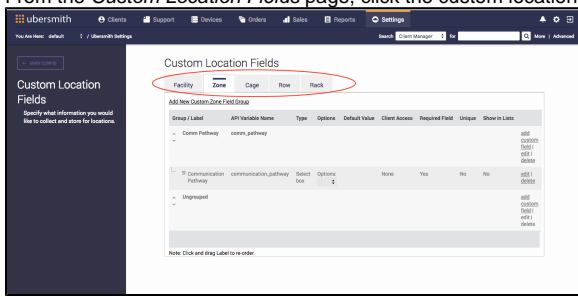 From the Custom Location Fields page, click the custom location
ubersmith Clients Support Devices Orders Sales Reports Settings
You Are Here: default / Ubersmith Settings Search Client Manager for More | Advanced
Custom Location Fields
Custom Location
Fields
Specify what information you would
like to collect and store for locations.
Facility Zone Cage Row Rack
Add New Custom Zone Field Group
Group / Label API Variable Name Type Options Default Value Client Access Required Field Unique Show in Lists
Comm Pathway comm_pathway add
custom
field |
edit |
delete
Communication communication_pathway Select Options None Yes No No edit |
Pathway box delete
Ungrouped add
custom
field |
edit |
delete
Note: Click and drag Label to re-order.